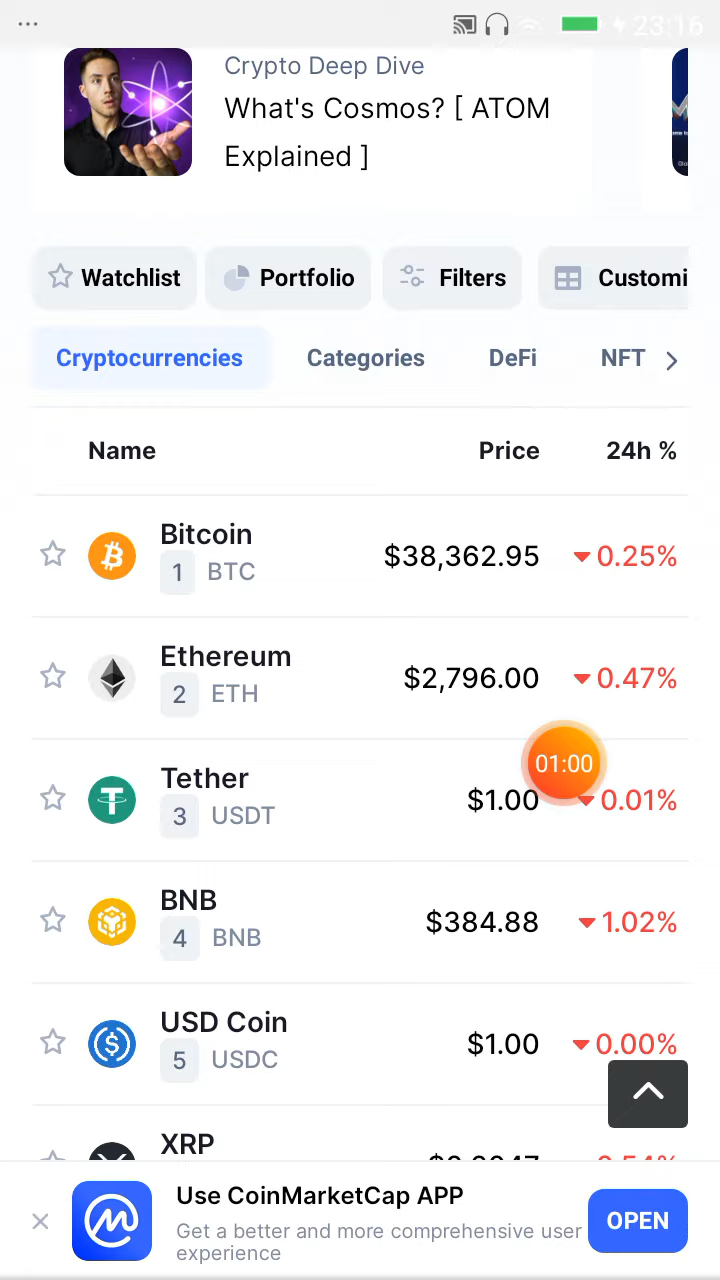 23:16
Crypto Deep Dive
What's Cosmos? [ ATOM
Explained ]
Watchlist
Portfolio
Filters
Customi
Cryptocurrencies
Categories
DeFi
NFT
Name
Price
24h %
Bitcoin
1 BTC
$38,362.95
0.25%
Ethereum
2 ETH
$2,796.00
0.47%
01:00
Tether
3 USDT
$1.00
0.01%
BNB
4 BNB
$384.88
1.02%
USD Coin
5 USDC
$1.00
0.00%
XRP
Use CoinMarketCap APP
Get a better and more comprehensive user
experience
OPEN